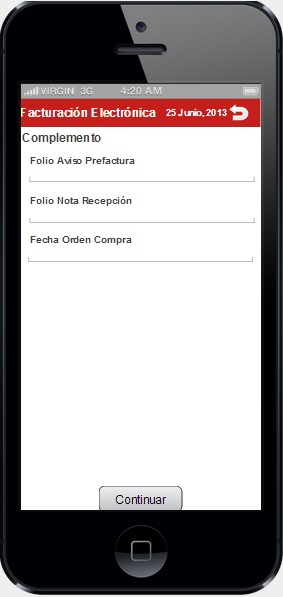 VIRGIN 3G 4:20 AM
Facturación Electrónica 25 Junio, 2013
Complemento
Folio Aviso Prefactura
Folio Nota Recepción
Fecha Orden Compra
Continuar